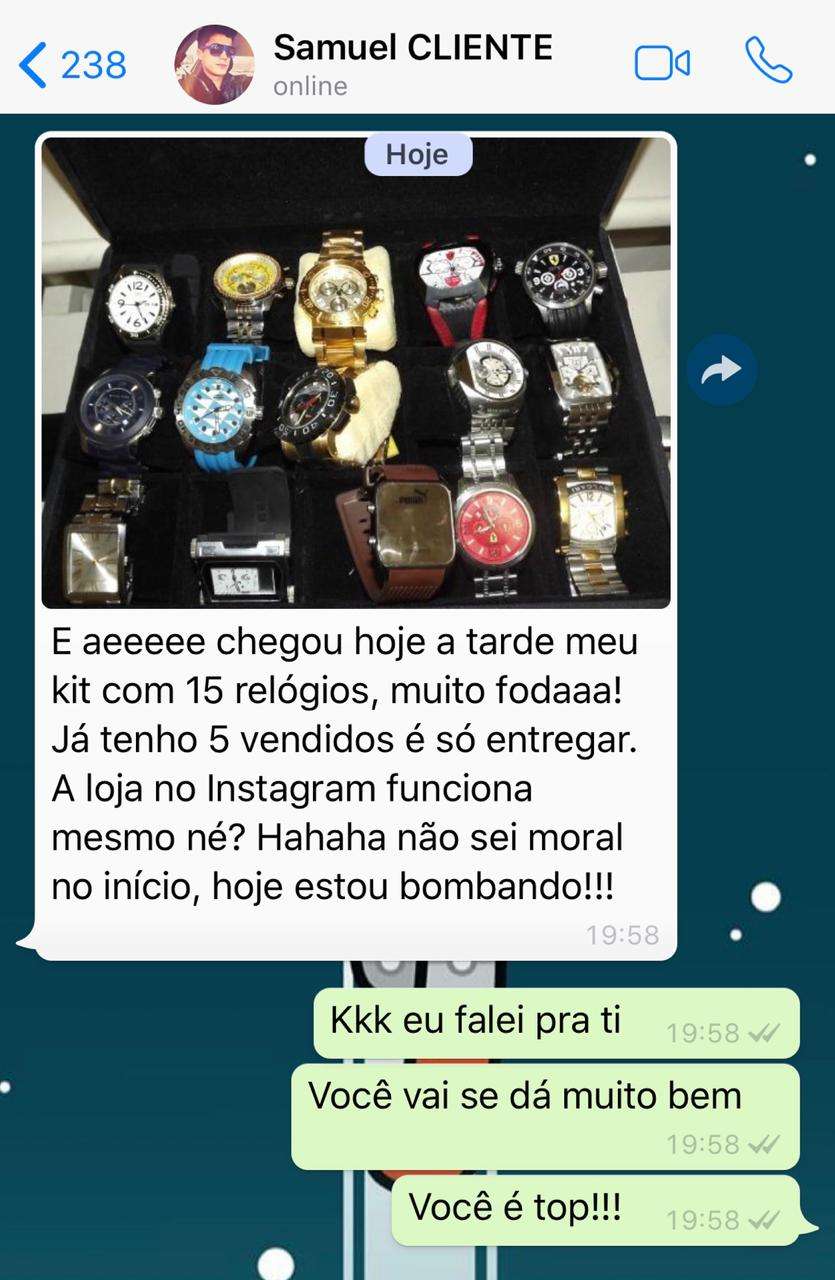 238
Samuel CLIENTE
online
Hoje
PUMA
E aeeeee chegou hoje a tarde meu
kit com 15 relógios, muito fodaaa!
Já tenho 5 vendidos é só entregar.
A loja no Instagram funciona
mesmo né? Hahaha não sei moral
no início, hoje estou bombando!!!
19:58
Kkk eu falei pra ti 19:58
Você vai se dá muito bem
19:58
Você é top!!! 19:58